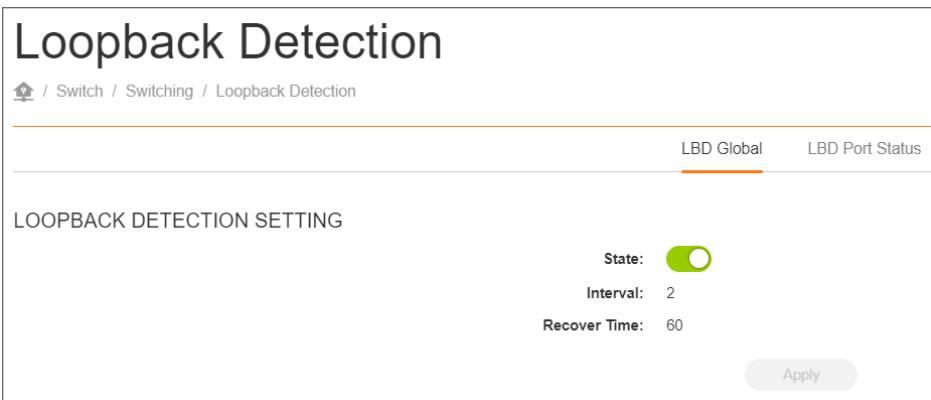 Loopback Detection
/ Switch / Switching / Loopback Detection
LBD Global LBD Port Status
LOOPBACK DETECTION SETTING
State:
Interval: 2
Recover Time: 60
Apply